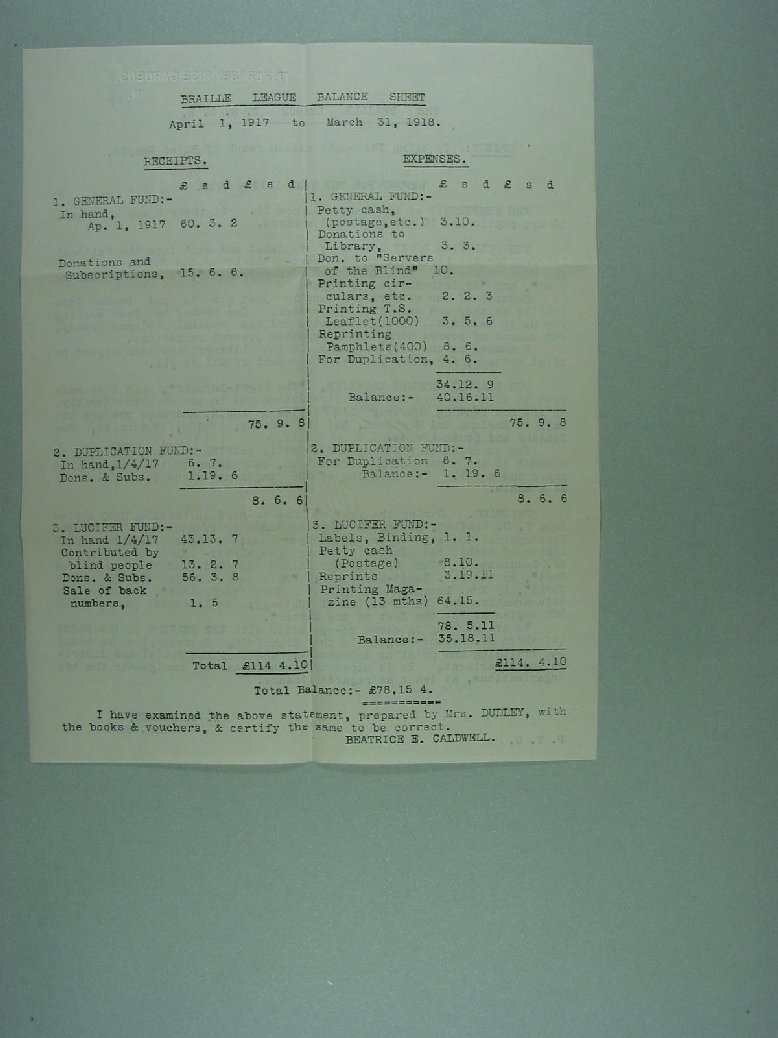 BRAILLE LEAGUE BALANCE SHEET
April 1, 1917 to March 31, 1918.
RECEIPTS.
£ s d £ s d
1. GENERAL FUND:-
In hand,
Ap. 1, 1917 60. 3. 2
Donations and
Subscriptions, 15. 6. 6.
75. 9. 8
2. DUPLICATION FUND:-
In hand,1/4/17 6. 7.
Dons. & Subs. 1.19. 6
8. 6. 6
3. LUCIFER FUND:-
In hand 1/4/17 43.13. 7
Contributed by
blind people 13. 2. 7
Dons. & Subs. 56. 3. 8
Sale of back
numbers, 1. 5
Total £114 4.10
EXPENSES.
£ s d £ s d
1. GENERAL FUND:-
Petty cash,
(postage,etc.) 3.10.
Donations to
Library, 3. 3.
Don. to "Servers
of the Blind" 10.
Printing cir-
culars, etc. 2. 2. 3
Printing T.S.
Leaflet(1000) 3. 5. 6
Reprinting
Pamphlets(400) 8. 6.
For Duplication, 4. 6.
34.12. 9
Balance:- 40.16.11
75. 9. 8
2. DUPLICATION FUND:-
For Duplication 6. 7.
Balance:- 1. 19. 6
8. 6. 6
3. LUCIFER FUND:-
Labels, Binding, 1. 1.
Petty cash
(Postage) 8.10.
Reprints 3.19.11
Printing Maga-
zine (13 mths) 64.15.
78. 5.11
Balance:- 35.18.11
£114. 4.10
Total Balance:- £78,15 4.
I have examined the above statement, prepared by Mrs. DUDLEY, with
the books & vouchers, & certify the same to be correct.
BEATRICE E. CALDWELL.